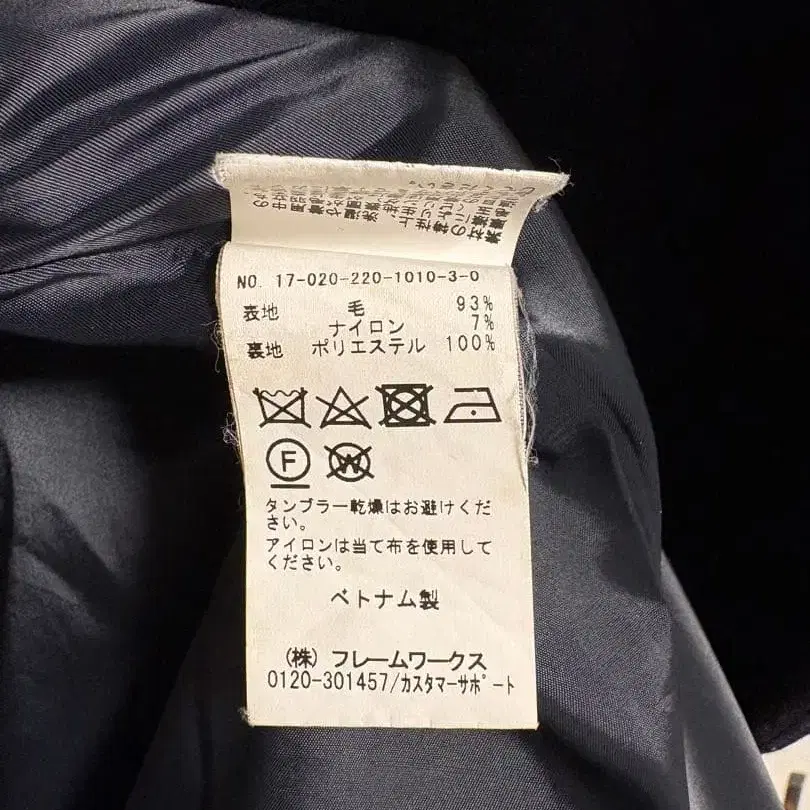 NO. 17-020-220-1010-3-0
表地 毛 93%
ナイロン 7%
裏地 ポリエステル 100%
F
W
タンブラー乾燥はお避けくだ
さい。
アイロンは当て布を使用して
ください。
ベトナム製
(株) フレームワークス
0120-301457/カスタマーサポート